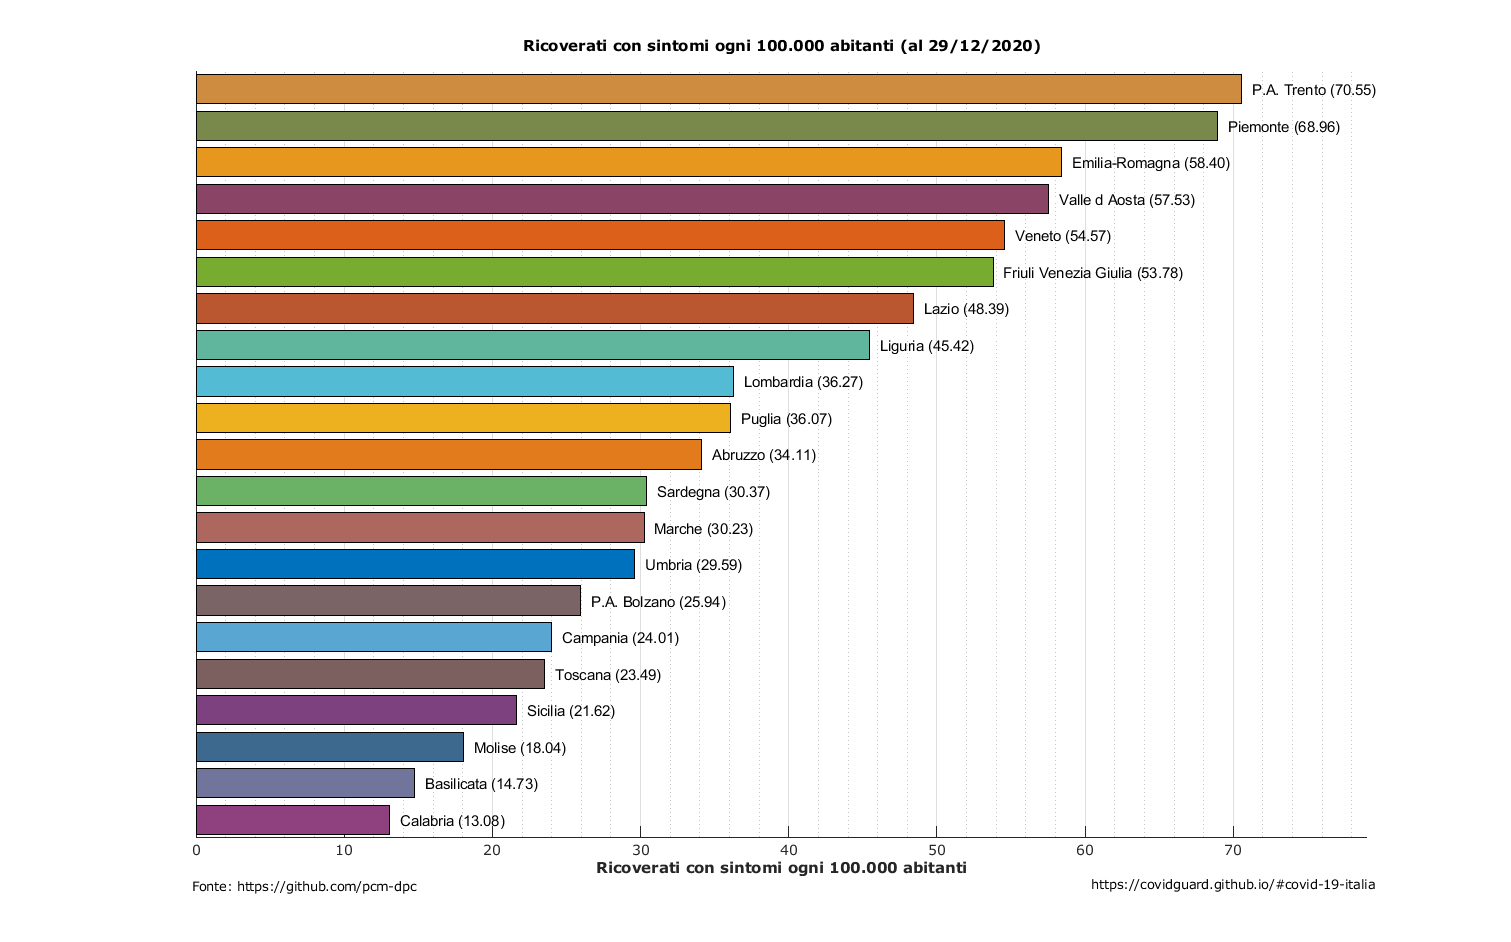 Ricoverati con sintomi ogni 100.000 abitanti (al 29/12/2020)
P.A. Trento (70.55)
Piemonte (68.96)
Emilia-Romagna (58.40)
Valle d Aosta (57.53)
Veneto (54.57)
Friuli Venezia Giulia (53.78)
Lazio (48.39)
Liguria (45.42)
Lombardia (36.27)
Puglia (36.07)
Abruzzo (34.11)
Sardegna (30.37)
Marche (30.23)
Umbria (29.59)
P.A. Bolzano (25.94)
Campania (24.01)
Toscana (23.49)
Sicilia (21.62)
Molise (18.04)
Basilicata (14.73)
Calabria (13.08)
0 10 20 30 40 50 60 70
Ricoverati con sintomi ogni 100.000 abitanti
Fonte: https://github.com/pcm-dpc
https://covidguard.github.io/#covid-19-italia